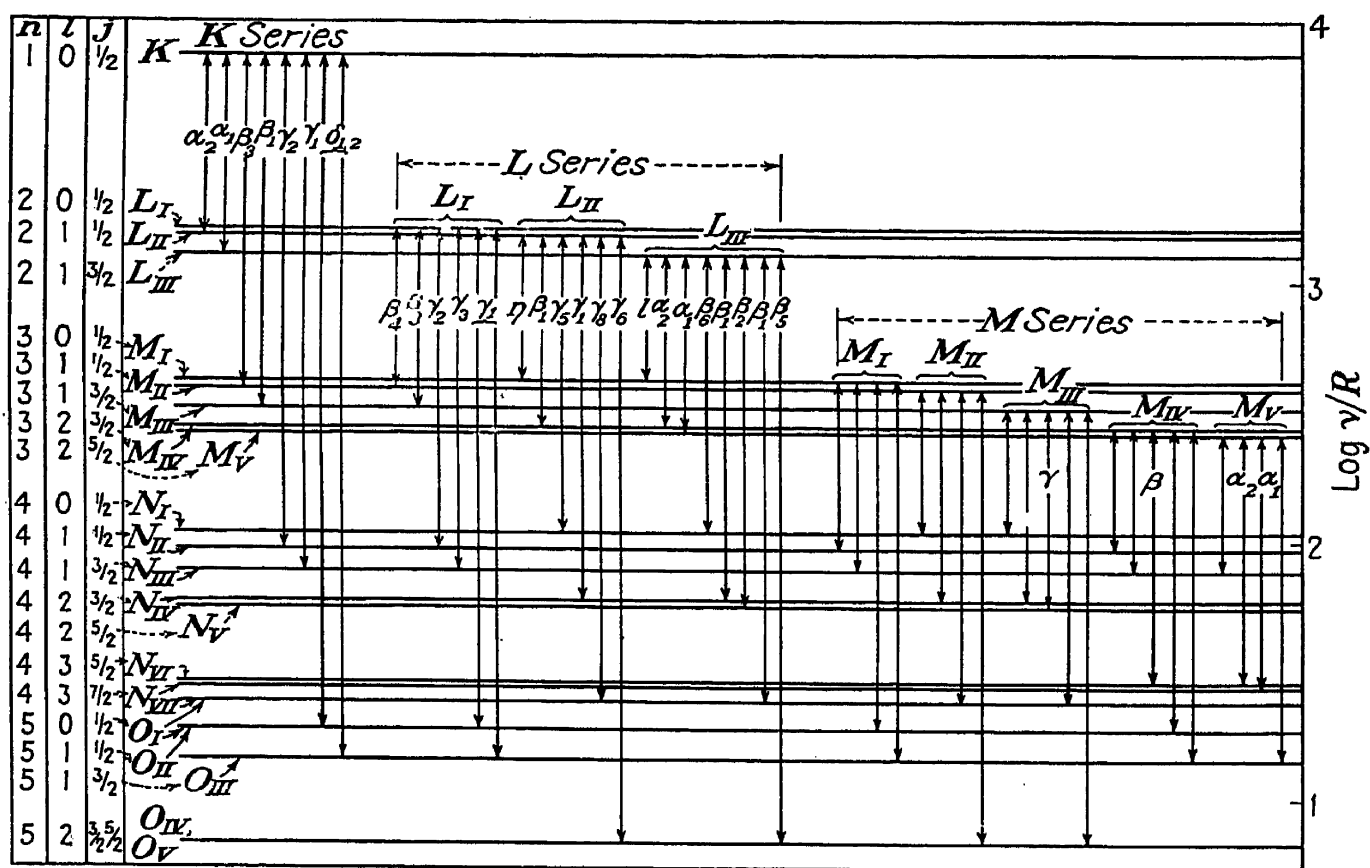 n l j K Series 4
1 0 1/2 K
α₂ α₁ β₃ β₁ γ₂ γ₁ δ₁,₂
L Series
2 0 1/2 L_I L_I L_II
2 1 1/2 L_II L_III
2 1 3/2 L_III
3
β₄ β₃ γ₂ γ₃ γ₁ η β₁ γ₅ γ₁ γ₈ γ₆ l α₂ α₁ β₆ β₁ β₂ β₁ β₅
M Series
3 0 1/2 M_I M_I M_II
3 1 1/2 M_II M_III
3 1 3/2 M_III M_IV M_V
3 2 3/2 M_IV M_V
3 2 5/2
γ β α₂ α₁
Log ν/R
4 0 1/2 N_I
4 1 1/2 N_II 2
4 1 3/2 N_III
4 2 3/2 N_IV
4 2 5/2 N_V
4 3 5/2 N_VI
4 3 7/2 N_VII
5 0 1/2 O_I
5 1 1/2 O_II
5 1 3/2 O_III
1
O_IV,
5 2 3/2 5/2 O_V